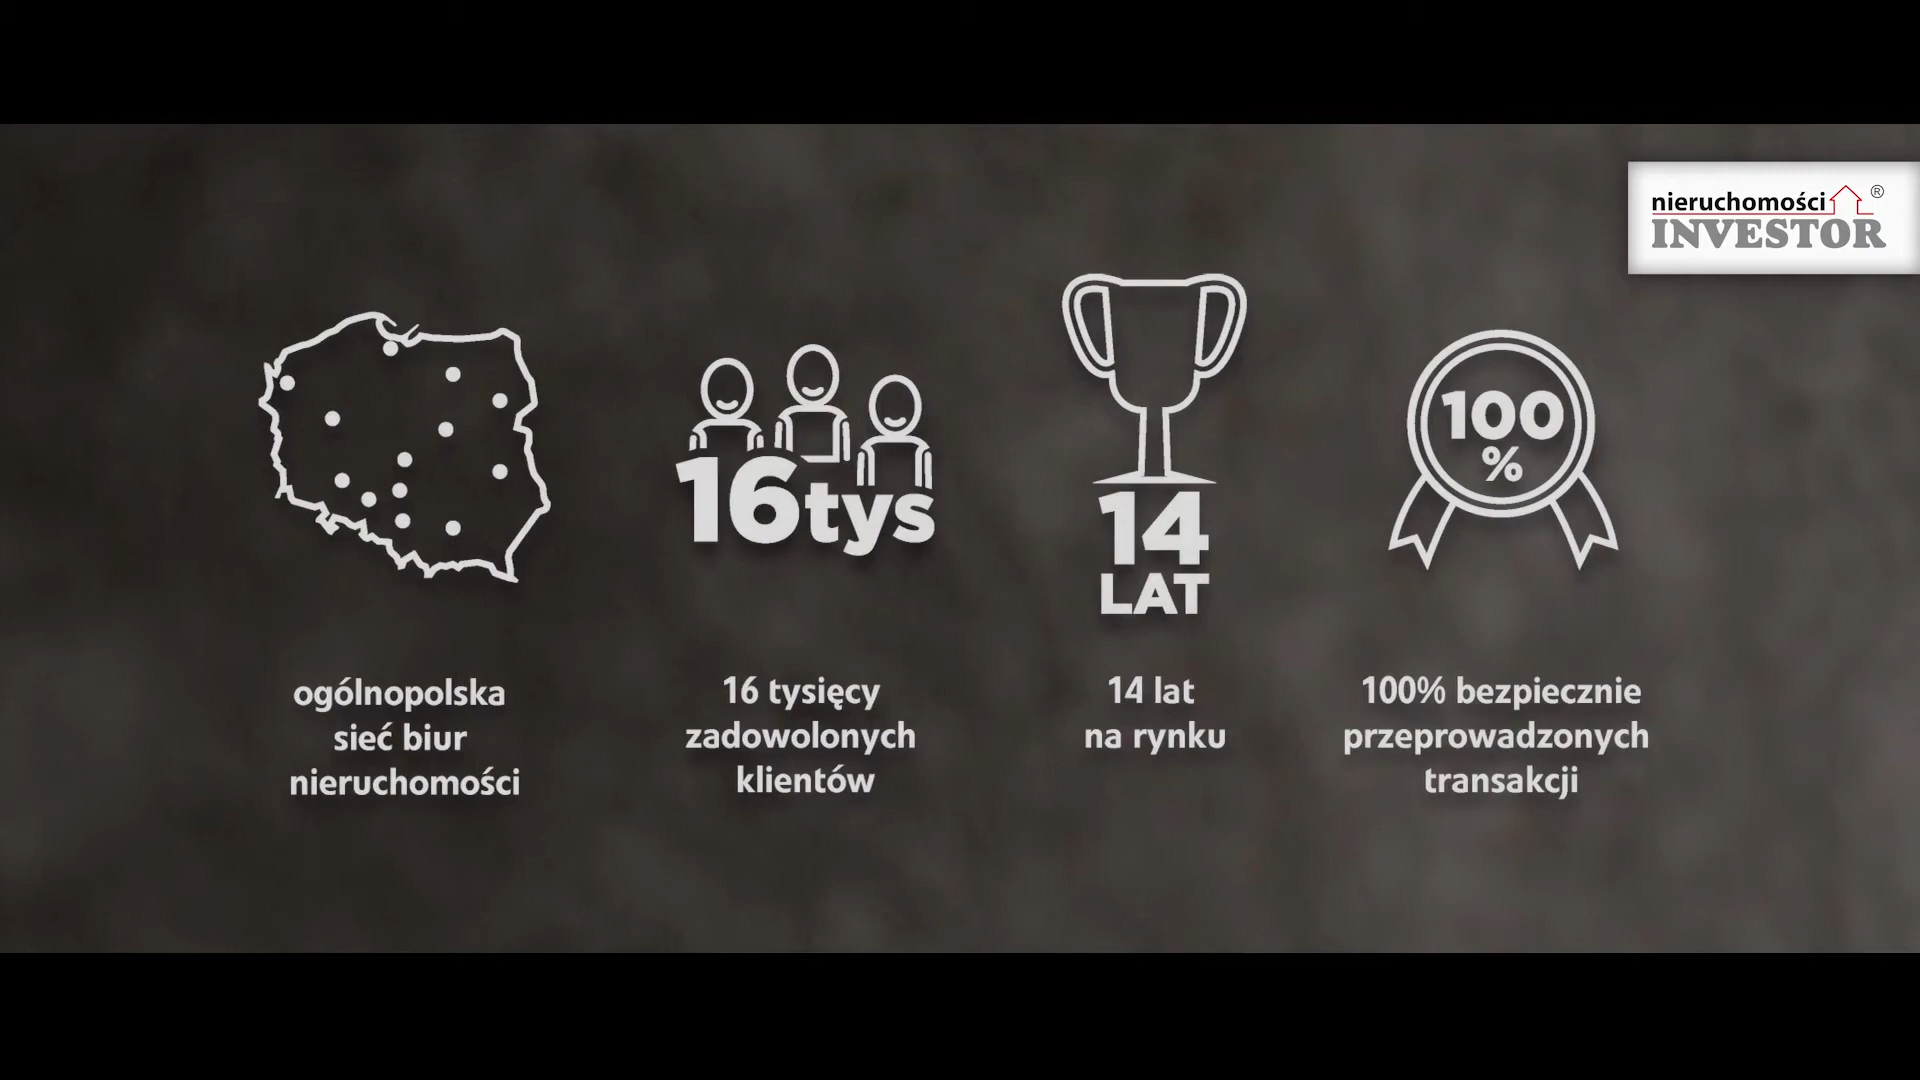 nieruchomości ®
INVESTOR
16tys
14
LAT
100
%
ogólnopolska
sieć biur
nieruchomości
16 tysięcy
zadowolonych
klientów
14 lat
na rynku
100% bezpiecznie
przeprowadzonych
transakcji